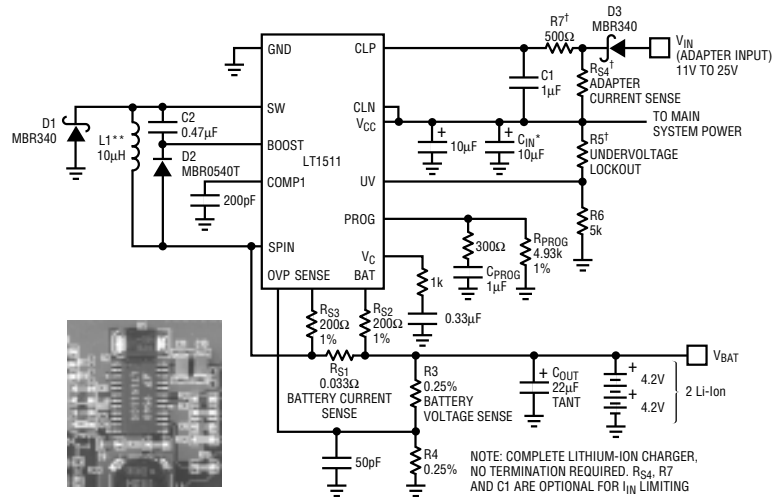 D3
MBR340
R7†
500Ω
VIN
(ADAPTER INPUT)
11V TO 25V
GND
CLP
C1
1µF
RS4†
ADAPTER
CURRENT SENSE
D1
MBR340
L1**
10µH
C2
0.47µF
SW
CLN
VCC
TO MAIN
SYSTEM POWER
D2
MBR0540T
BOOST
LT1511
+
10µF
+
CIN*
10µF
R5†
UNDERVOLTAGE
LOCKOUT
COMP1
UV
200pF
R6
5k
PROG
300Ω
RPROG
4.93k
1%
CPROG
1µF
SPIN
VC
1k
0.33µF
OVP SENSE
BAT
RS3
200Ω
1%
RS2
200Ω
1%
RS1
0.033Ω
BATTERY CURRENT
SENSE
VBAT
R3
0.25%
BATTERY
VOLTAGE SENSE
+
COUT
22µF
TANT
+
4.2V
+
4.2V
2 Li-Ion
50pF
R4
0.25%
NOTE: COMPLETE LITHIUM-ION CHARGER,
NO TERMINATION REQUIRED. RS4, R7
AND C1 ARE OPTIONAL FOR IIN LIMITING